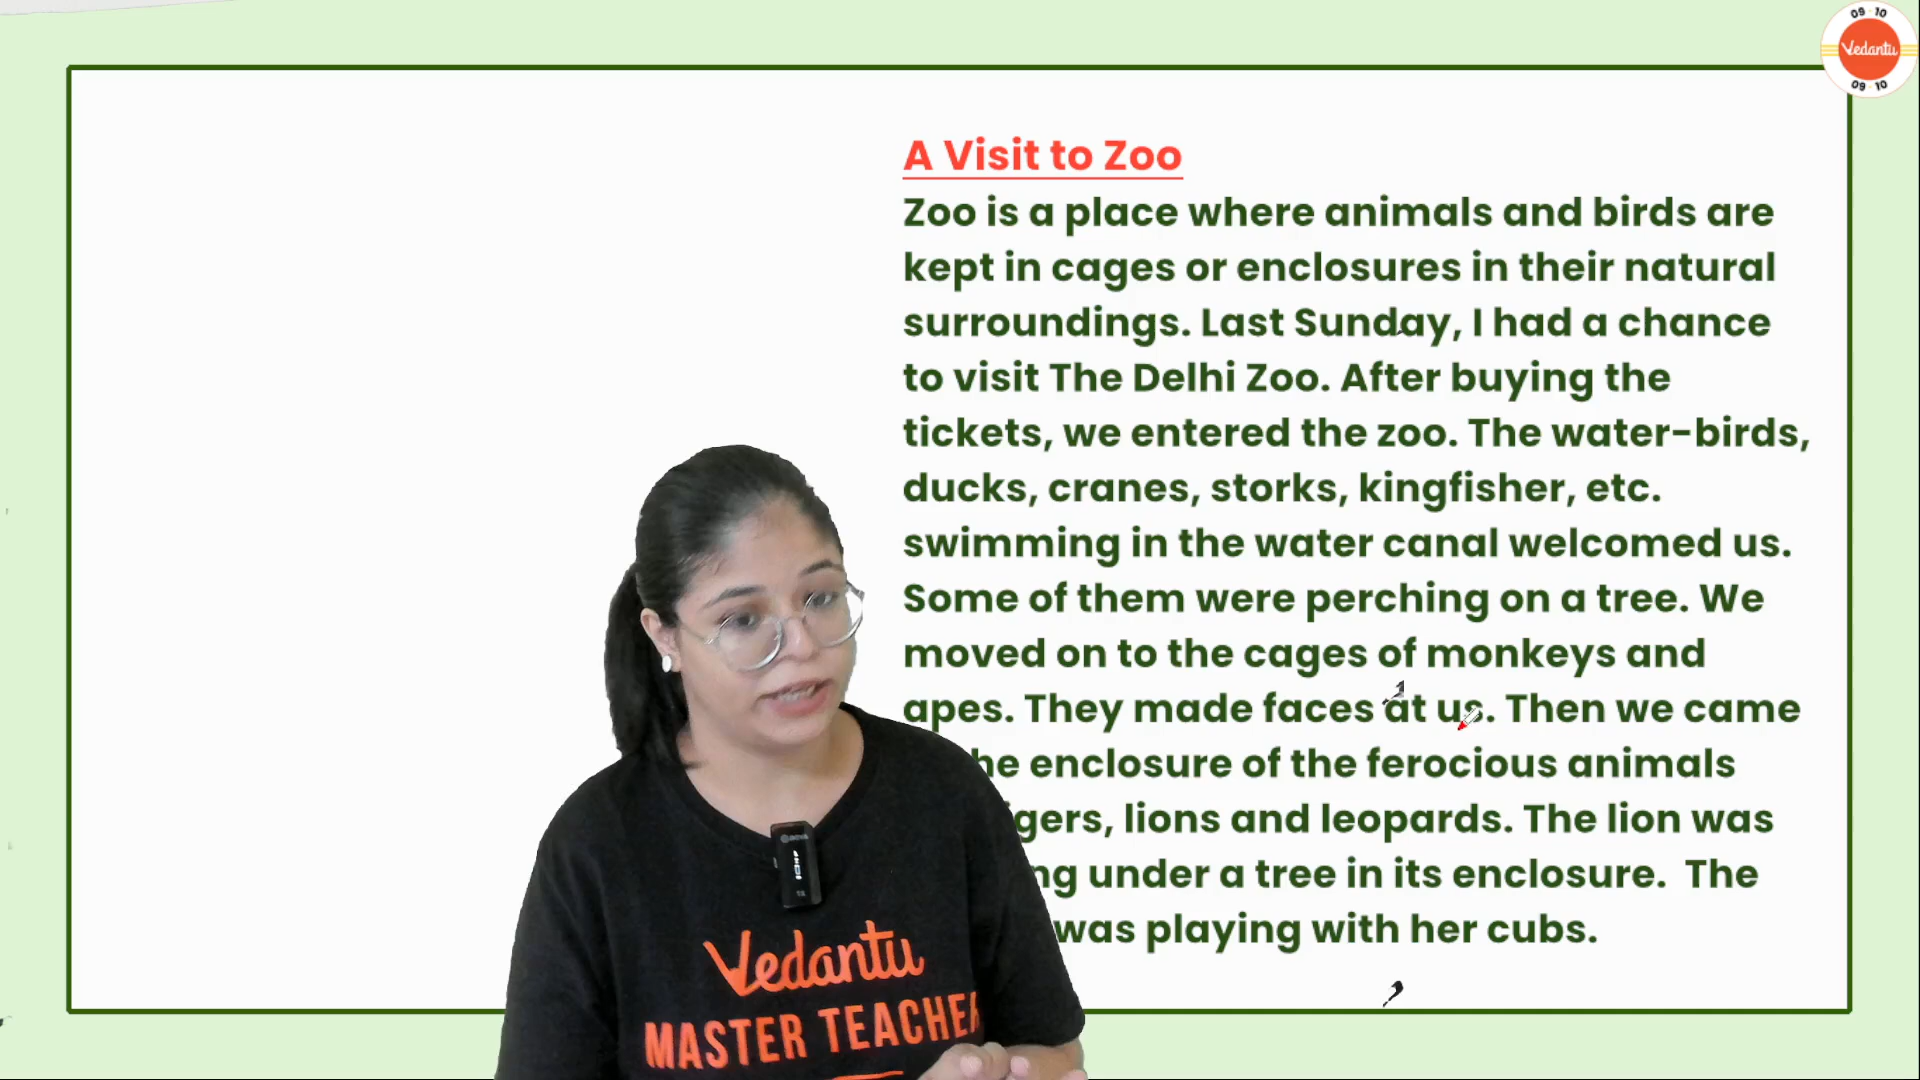 09 10
Vedantu
09 10
A Visit to Zoo
Zoo is a place where animals and birds are
kept in cages or enclosures in their natural
surroundings. Last Sunday, I had a chance
to visit The Delhi Zoo. After buying the
tickets, we entered the zoo. The water-birds,
ducks, cranes, storks, kingfisher, etc.
swimming in the water canal welcomed us.
Some of them were perching on a tree. We
moved on to the cages of monkeys and
apes. They made faces at us. Then we came
enclosure of the ferocious animals
lions and leopards. The lion was
under a tree in its enclosure. The
was playing with her cubs.
Vedantu
MASTER TEACHER